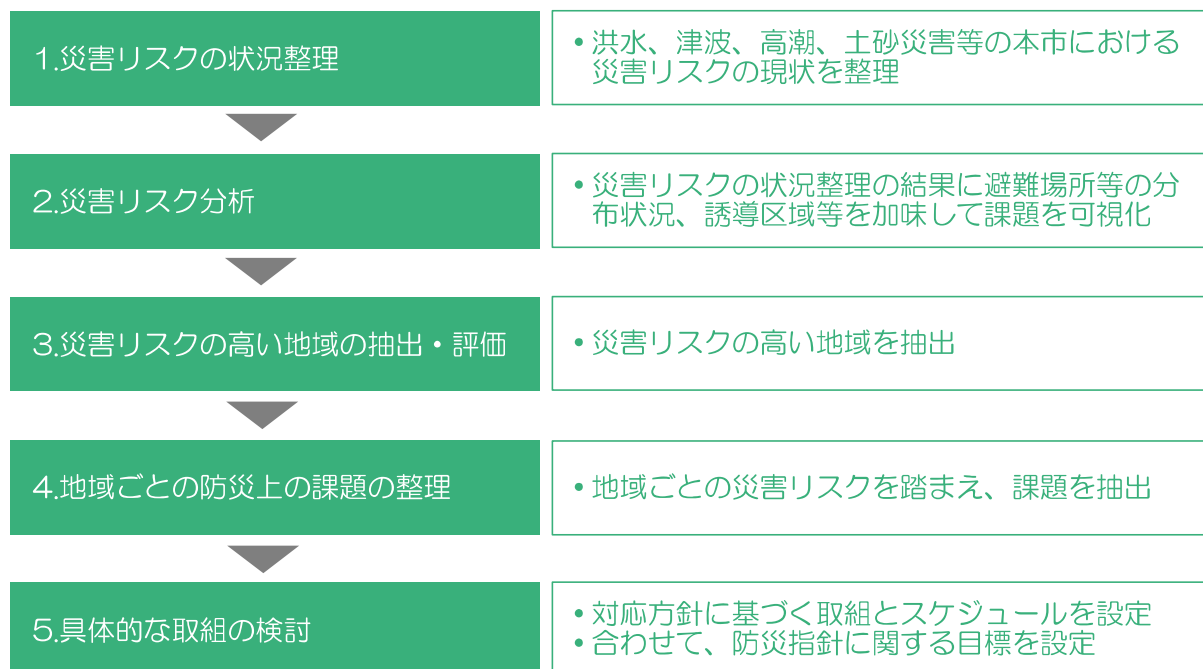 1.災害リスクの状況整理
• 洪水、津波、高潮、土砂災害等の本市における
災害リスクの現状を整理
2.災害リスク分析
• 災害リスクの状況整理の結果に避難場所等の分
布状況、誘導区域等を加味して課題を可視化
3.災害リスクの高い地域の抽出・評価
• 災害リスクの高い地域を抽出
4.地域ごとの防災上の課題の整理
• 地域ごとの災害リスクを踏まえ、課題を抽出
5.具体的な取組の検討
• 対応方針に基づく取組とスケジュールを設定
• 合わせて、防災指針に関する目標を設定